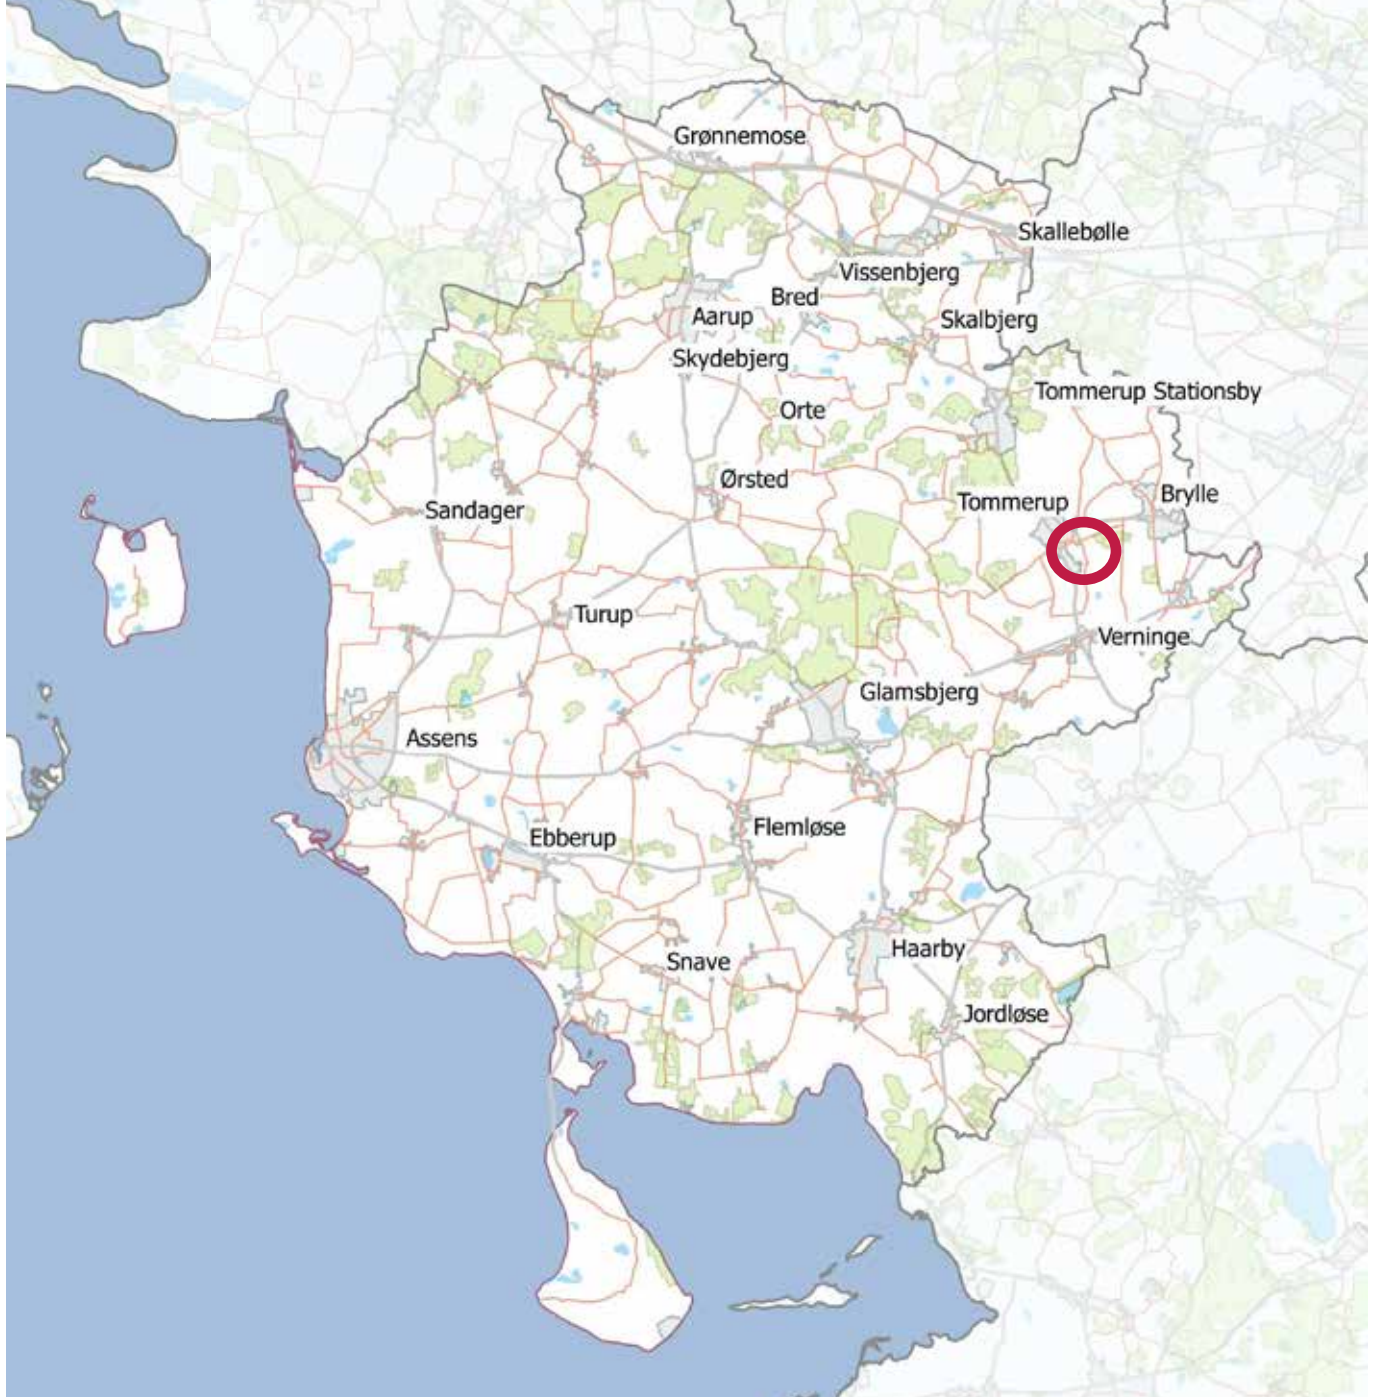 Grønnemose
Skallebølle
Vissenbjerg
Bred
Aarup
Skalbjerg
Skydebjerg
Tommerup Stationsby
Orte
Ørsted
Brylle
Tommerup
Sandager
Turup
Verninge
Glamsbjerg
Assens
Flemløse
Ebberup
Haarby
Snave
Jordløse